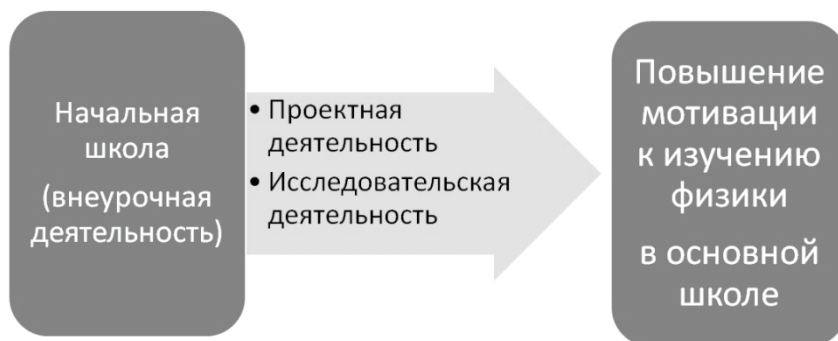 Начальная
школа
(внеурочная
деятельность)
• Проектная
деятельность
• Исследовательская
деятельность
Повышение
мотивации
к изучению
физики
в основной
школе